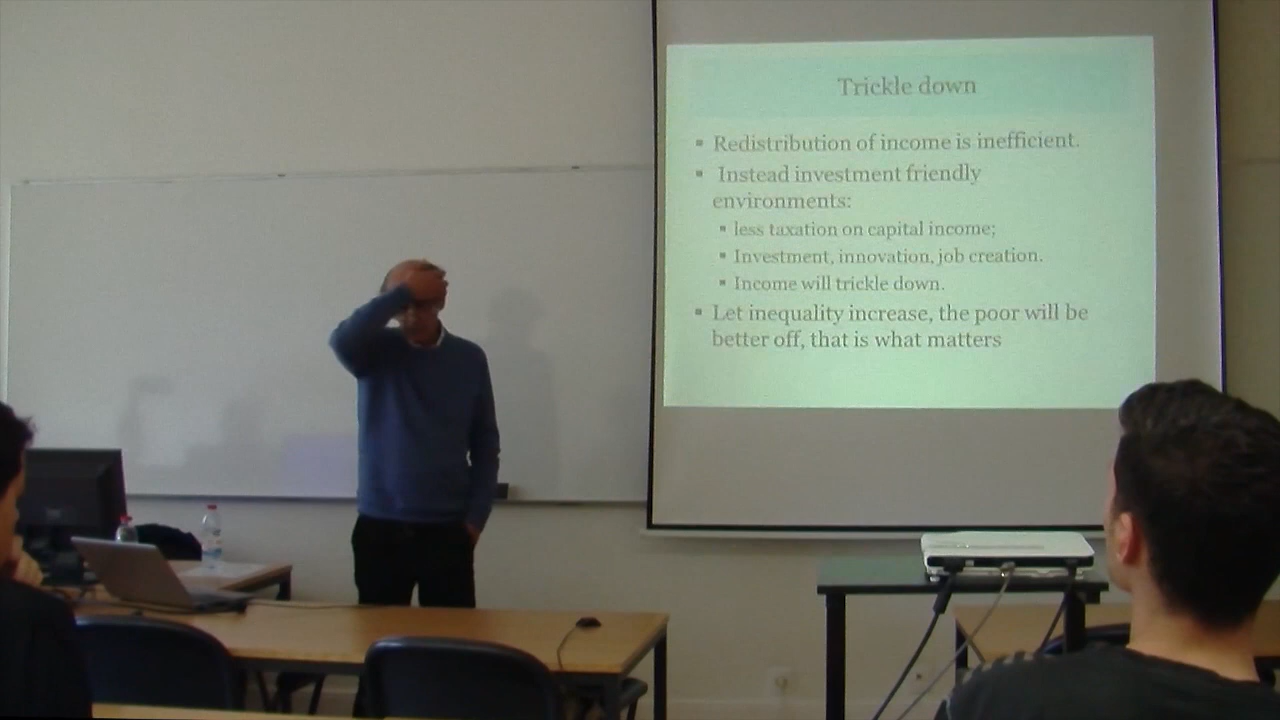 Trickle down
▪ Redistribution of income is inefficient.
▪ Instead investment friendly
environments:
▪ less taxation on capital income;
▪ Investment, innovation, job creation.
▪ Income will trickle down.
▪ Let inequality increase, the poor will be
better off, that is what matters